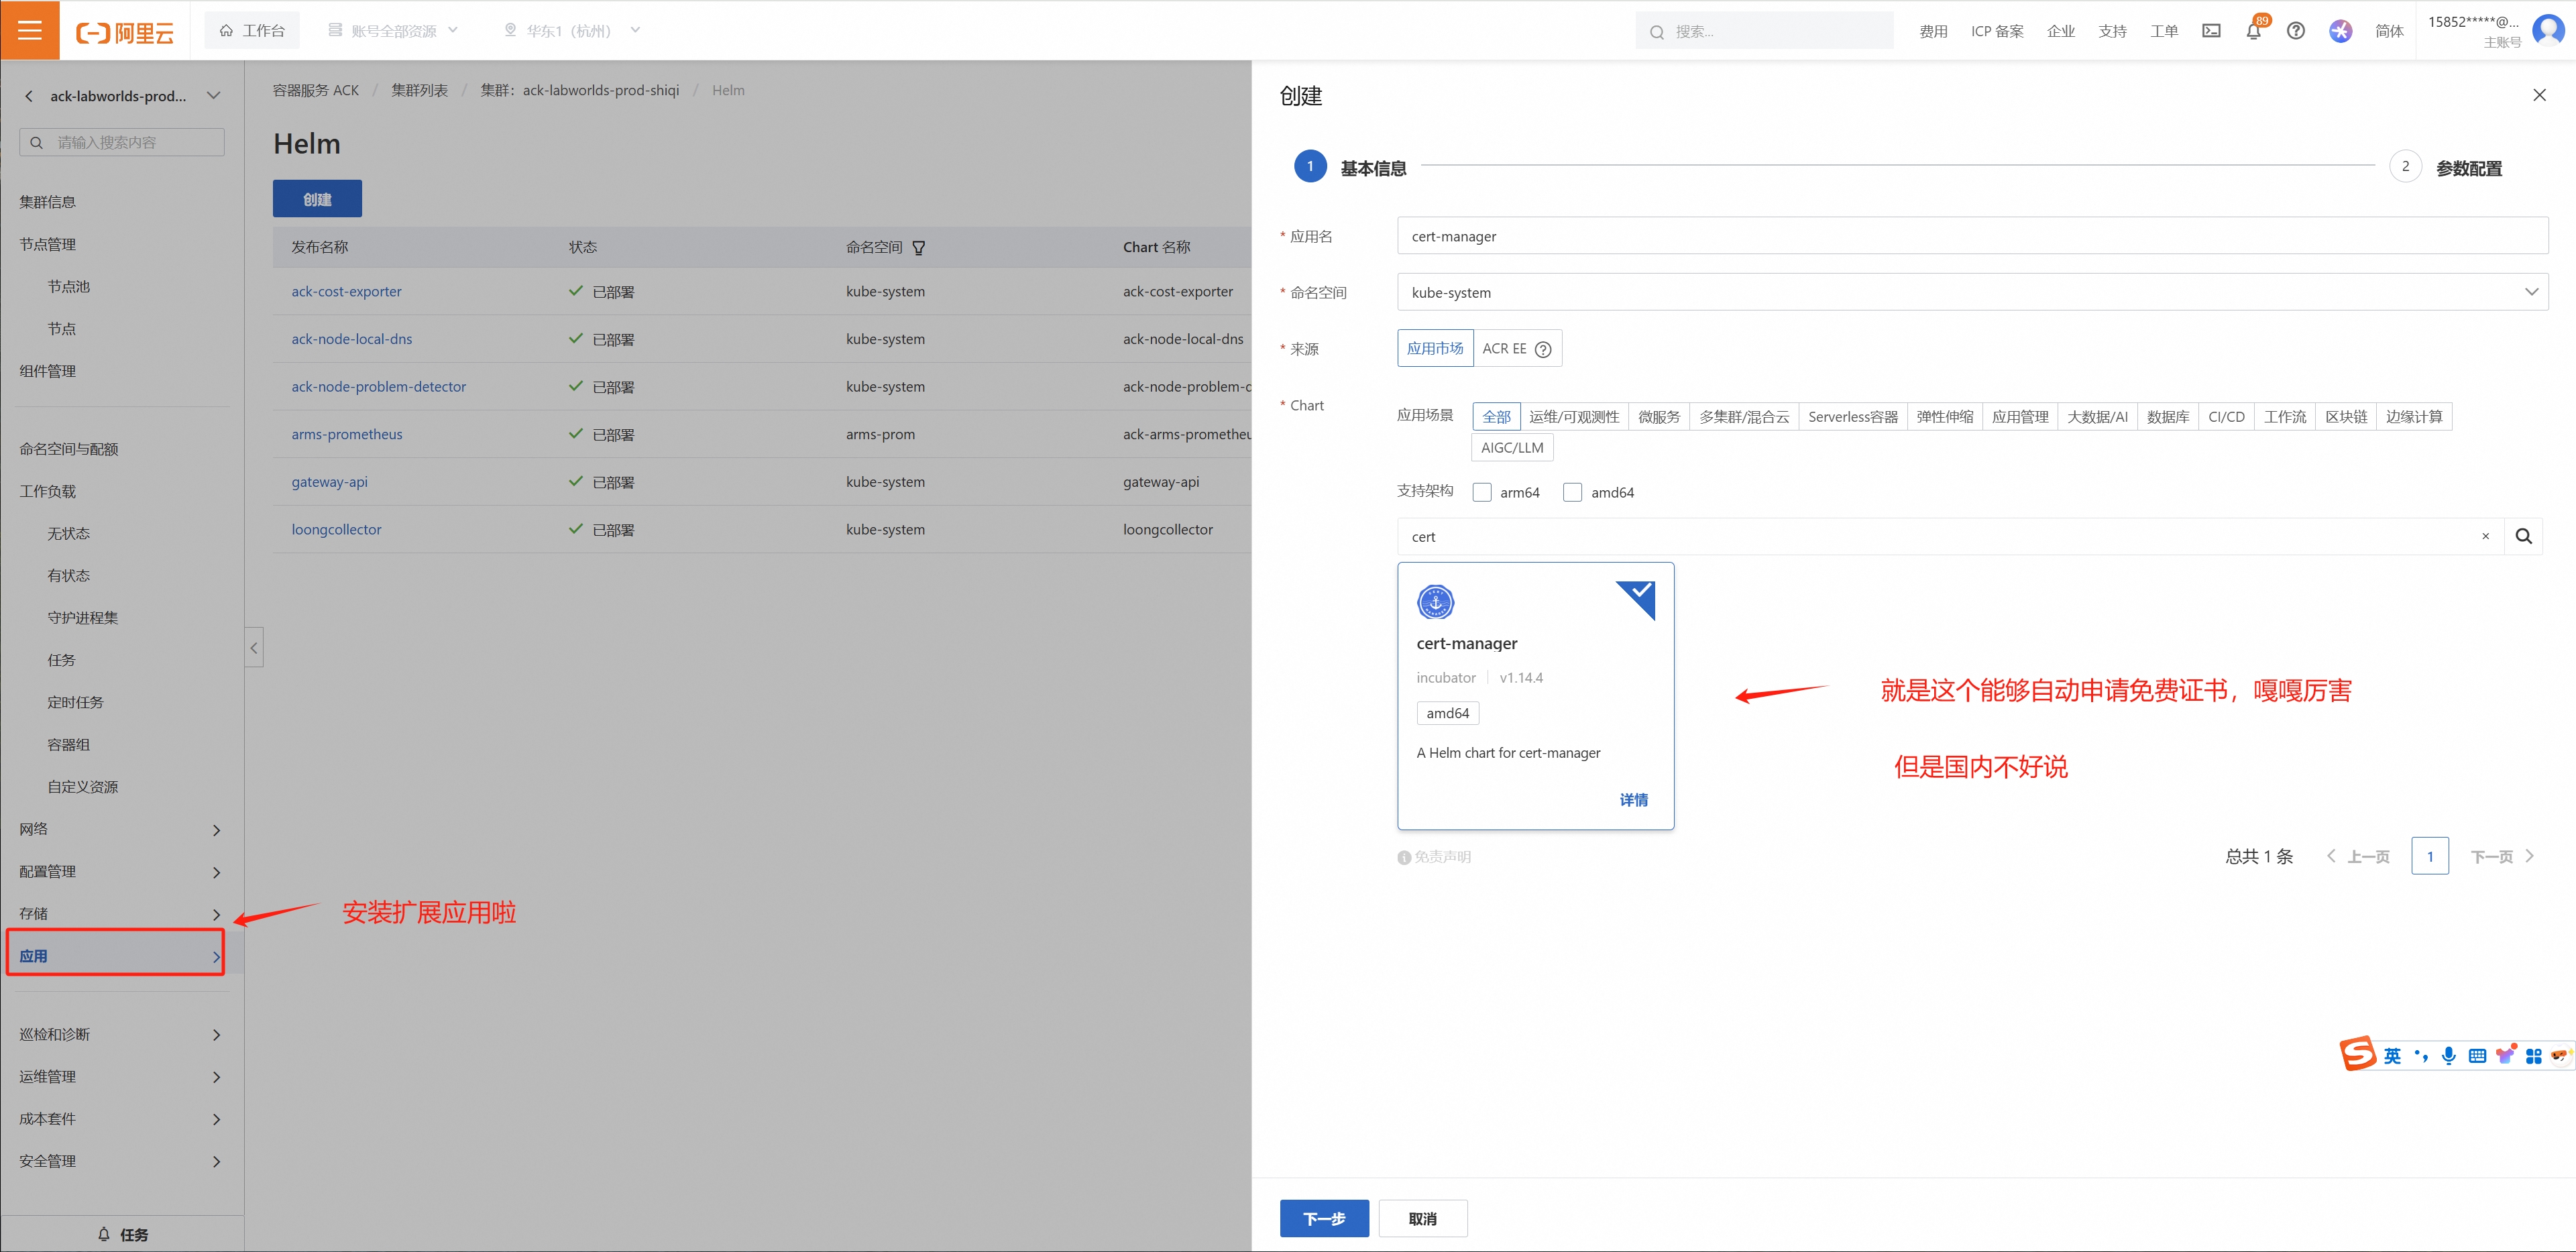 阿里云
工作台
账号全部资源
华东1（杭州）
搜索...
费用
ICP 备案
企业
支持
工单
89
简体
15852*****@...
主账号
ack-labworlds-prod...
请输入搜索内容
集群信息
节点管理
节点池
节点
组件管理
命名空间与配额
工作负载
无状态
有状态
守护进程集
任务
定时任务
容器组
自定义资源
网络
配置管理
存储
应用
巡检和诊断
运维管理
成本套件
安全管理
任务
容器服务 ACK / 集群列表 / 集群：ack-labworlds-prod-shiqi / Helm
Helm
创建
发布名称 状态 命名空间 Chart 名称
ack-cost-exporter 已部署 kube-system ack-cost-exporter
ack-node-local-dns 已部署 kube-system ack-node-local-dns
ack-node-problem-detector 已部署 kube-system ack-node-problem-d
arms-prometheus 已部署 arms-prom ack-arms-prometheu
gateway-api 已部署 kube-system gateway-api
loongcollector 已部署 kube-system loongcollector
安装扩展应用啦
创建
1 基本信息
2 参数配置
* 应用名 cert-manager
* 命名空间 kube-system
* 来源 应用市场 ACR EE
* Chart
应用场景 全部 运维/可观测性 微服务 多集群/混合云 Serverless容器 弹性伸缩 应用管理 大数据/AI 数据库 CI/CD 工作流 区块链 边缘计算
AIGC/LLM
支持架构 arm64 amd64
cert
cert-manager
incubator v1.14.4
amd64
A Helm chart for cert-manager
详情
就是这个能够自动申请免费证书，嘎嘎厉害
但是国内不好说
免责声明
总共 1 条 上一页 1 下一页
英
下一步 取消